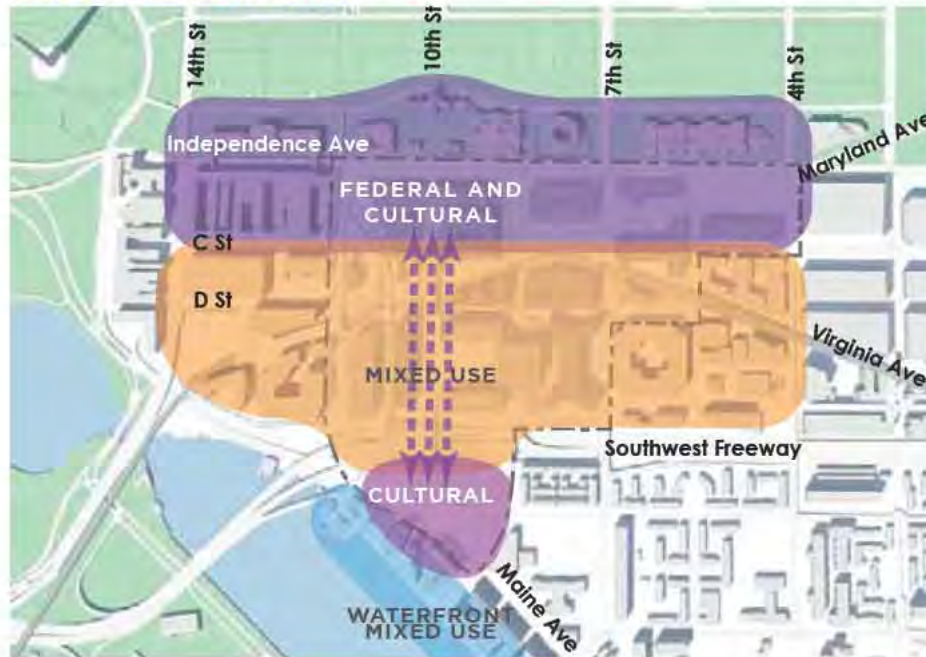 14th St
10th St
7th St
4th St
Independence Ave
Maryland Ave
FEDERAL AND
CULTURAL
C St
D St
Virginia Ave
MIXED USE
Southwest Freeway
CULTURAL
Maine Ave
WATERFRONT
MIXED USE